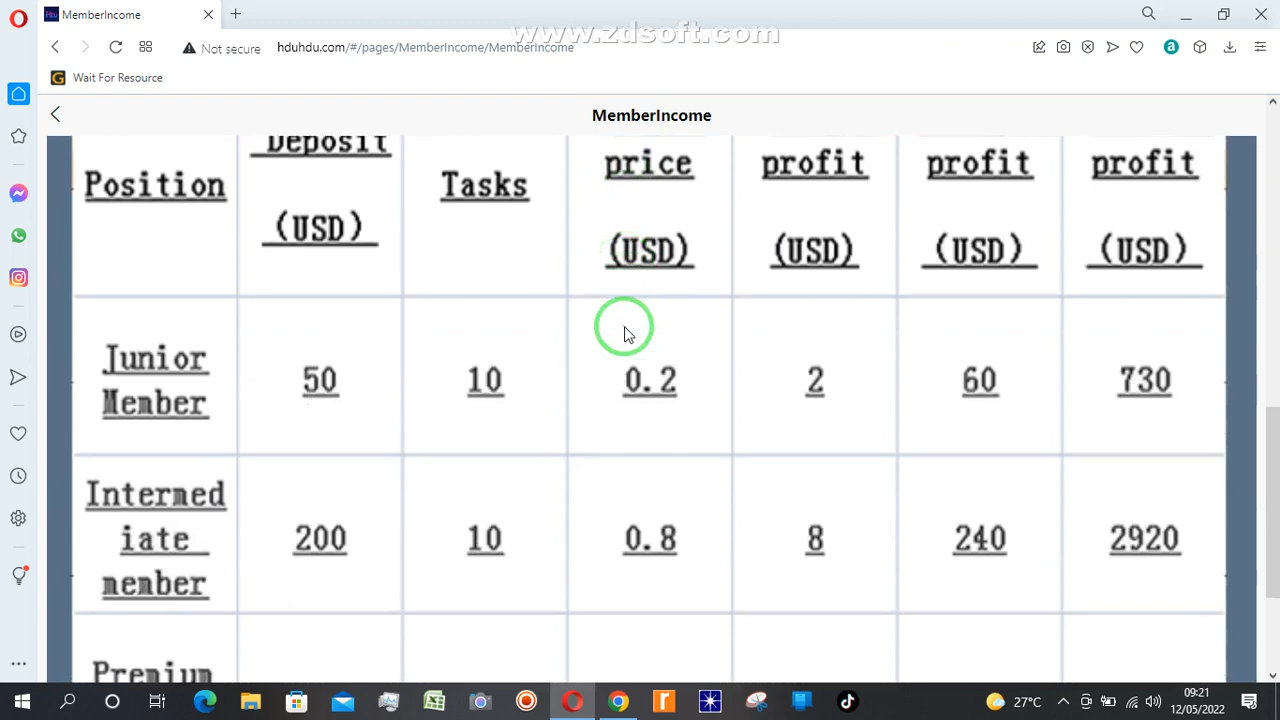 MemberIncome
www.zdsoft.com
Not secure
hduhdu.com/#/pages/MemberIncome/MemberIncome
Wait For Resource
MemberIncome
Position
Deposit
(USD)
Tasks
price
(USD)
profit
(USD)
profit
(USD)
profit
(USD)
Junior
Member
50
10
0.2
2
60
730
Intermed
iate
member
200
10
0.8
8
240
2920
Premium
27°C
09:21
12/05/2022